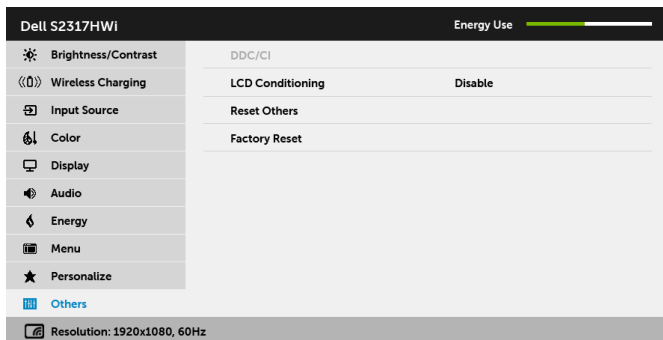 Dell S2317HWi Energy Use
Brightness/Contrast DDC/CI
Wireless Charging LCD Conditioning Disable
Input Source Reset Others
Color Factory Reset
Display
Audio
Energy
Menu
Personalize
Others
Resolution: 1920x1080, 60Hz